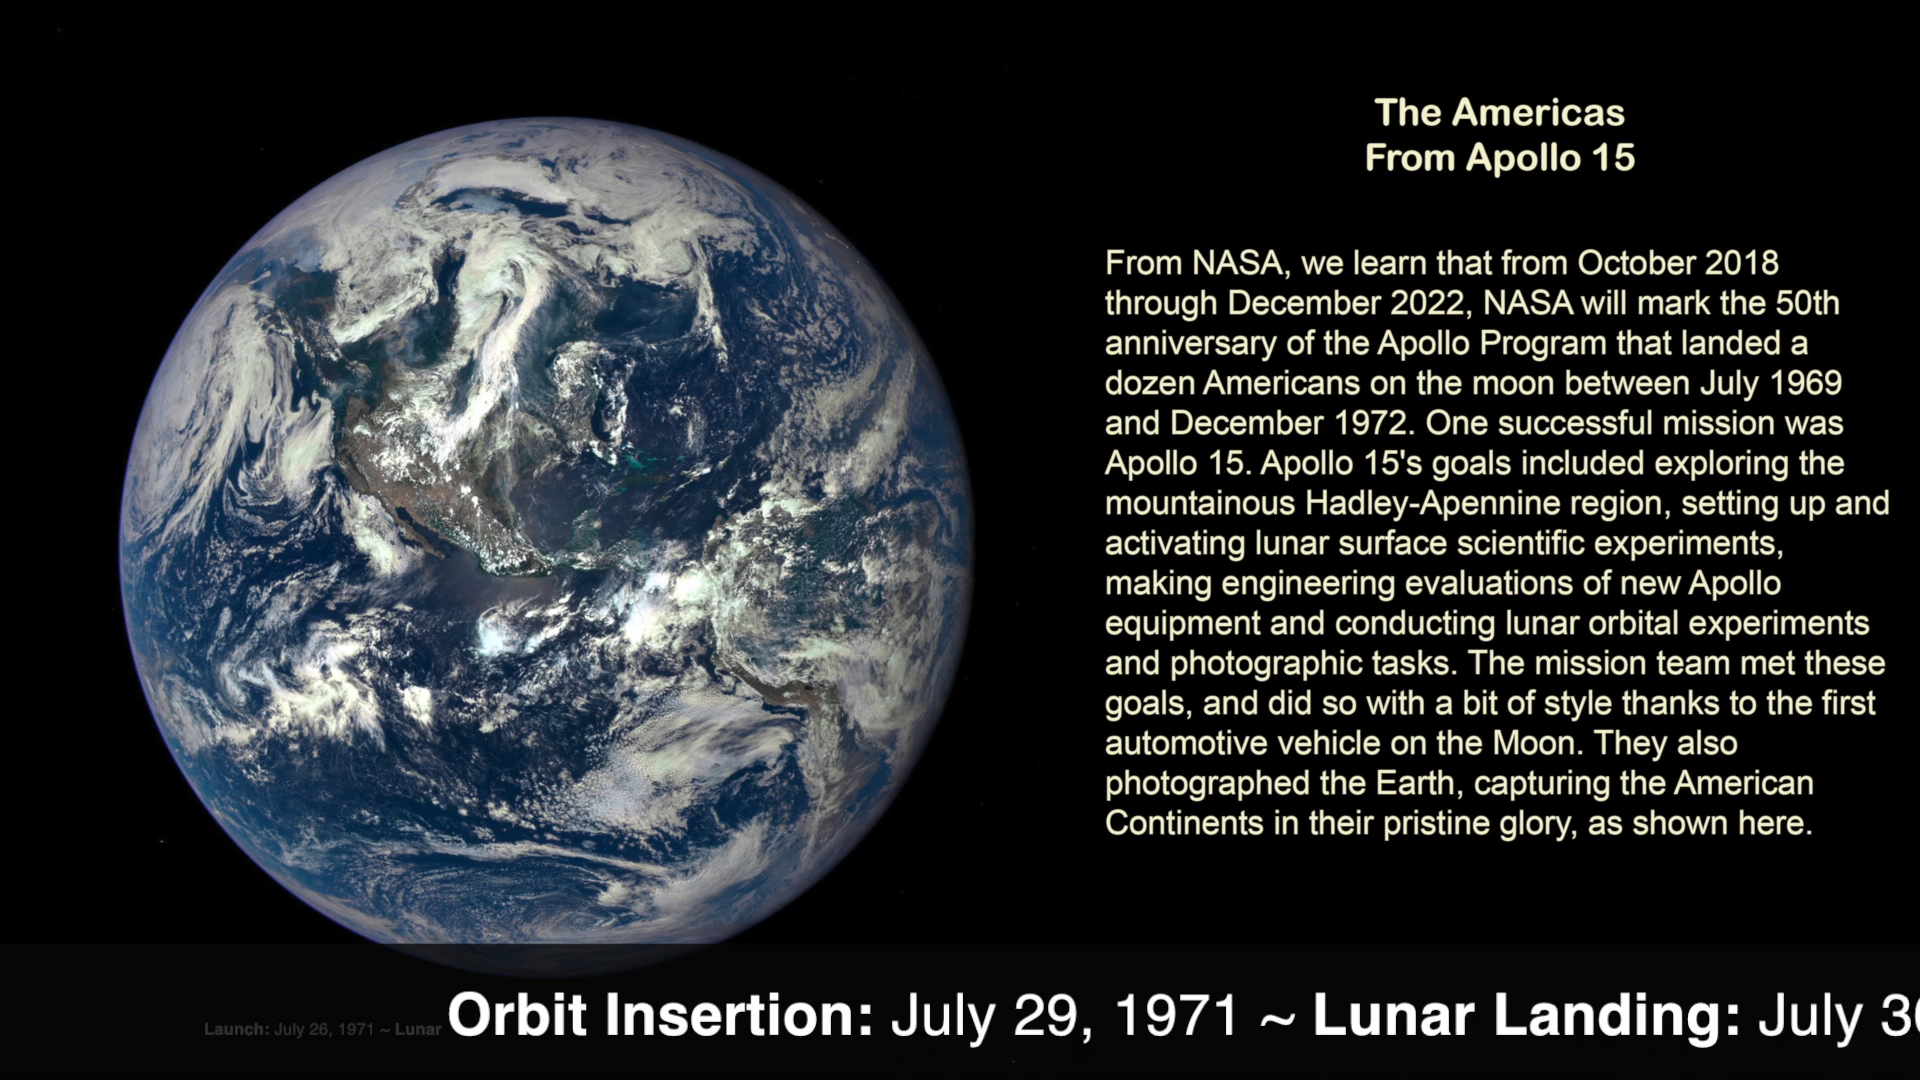 The Americas
From Apollo 15
From NASA, we learn that from October 2018
through December 2022, NASA will mark the 50th
anniversary of the Apollo Program that landed a
dozen Americans on the moon between July 1969
and December 1972. One successful mission was
Apollo 15. Apollo 15's goals included exploring the
mountainous Hadley-Apennine region, setting up and
activating lunar surface scientific experiments,
making engineering evaluations of new Apollo
equipment and conducting lunar orbital experiments
and photographic tasks. The mission team met these
goals, and did so with a bit of style thanks to the first
automotive vehicle on the Moon. They also
photographed the Earth, capturing the American
Continents in their pristine glory, as shown here.
Launch: July 26, 1971 ~ Lunar Orbit Insertion: July 29, 1971 ~ Lunar Landing: July